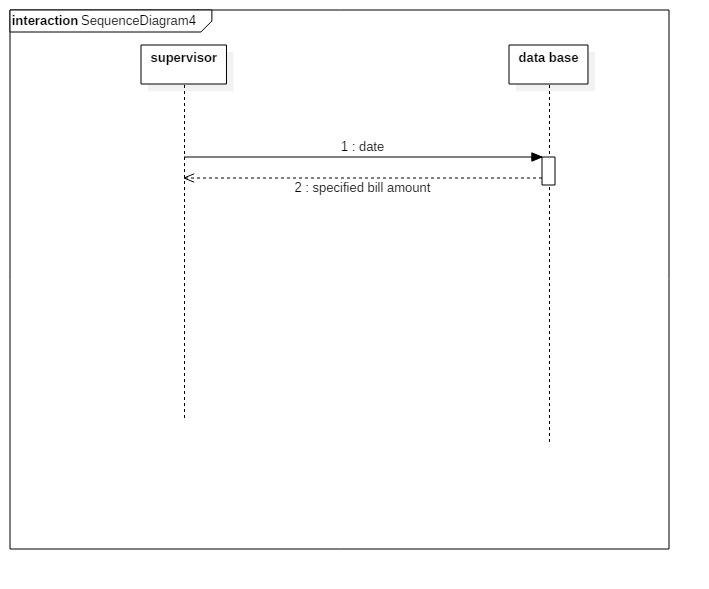 interaction SequenceDiagram4
supervisor
data base
1 : date
2 : specified bill amount